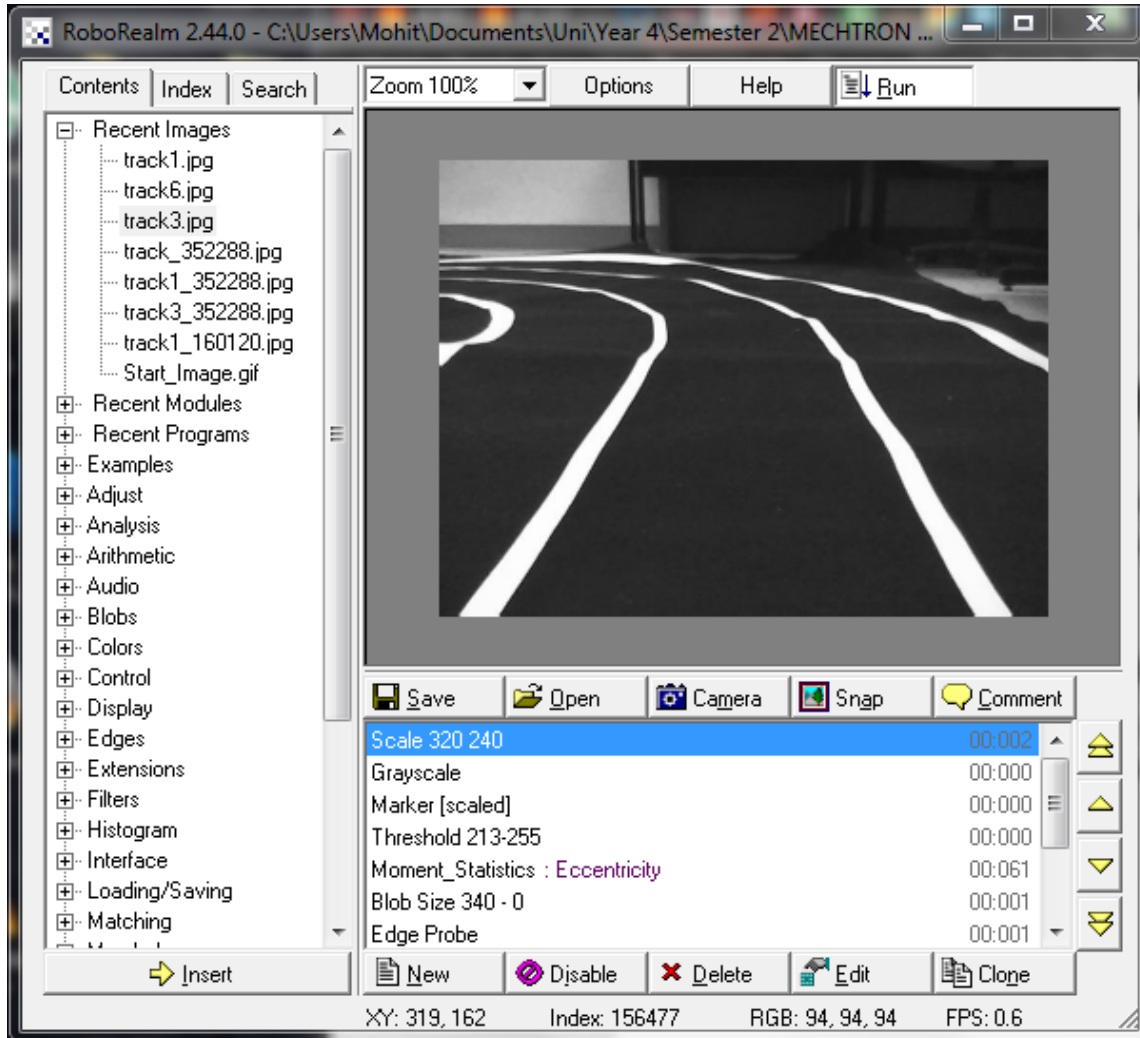 RoboRealm 2.44.0 - C:\Users\Mohit\Documents\Uni\Year 4\Semester 2\MECHTRON ...
Contents Index Search
Zoom 100% Options Help Run
Recent Images
track1.jpg
track6.jpg
track3.jpg
track_352288.jpg
track1_352288.jpg
track3_352288.jpg
track1_160120.jpg
Start_Image.gif
Recent Modules
Recent Programs
Examples
Adjust
Analysis
Arithmetic
Audio
Blobs
Colors
Control
Display
Edges
Extensions
Filters
Histogram
Interface
Loading/Saving
Matching
Insert
Save Open Camera Snap Comment
Scale 320 240 00:002
Grayscale 00:000
Marker [scaled] 00:000
Threshold 213-255 00:000
Moment_Statistics : Eccentricity 00:061
Blob Size 340 - 0 00:001
Edge Probe 00:001
New Disable Delete Edit Clone
XY: 319, 162 Index: 156477 RGB: 94, 94, 94 FPS: 0.6